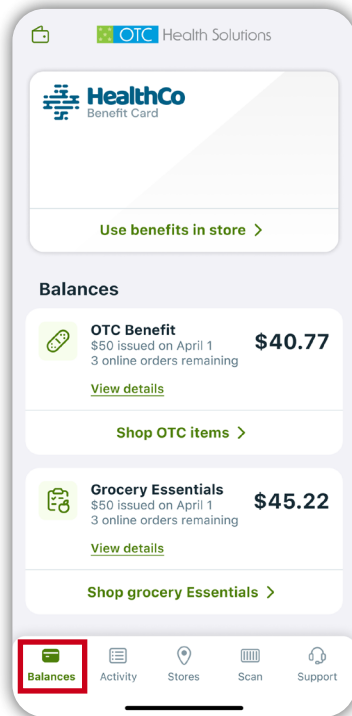 OTC Health Solutions
HealthCo
Benefit Card
Use benefits in store >
Balances
OTC Benefit
$50 issued on April 1
3 online orders remaining
$40.77
View details
Shop OTC items >
Grocery Essentials
$50 issued on April 1
3 online orders remaining
$45.22
View details
Shop grocery Essentials >
Balances Activity Stores Scan Support